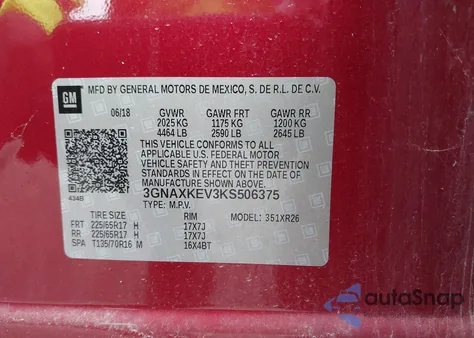 GM
MFD BY GENERAL MOTORS DE MEXICO, S. DE R.L. DE C.V.
06/18 GVWR GAWR FRT GAWR RR
2025 KG 1175 KG 1200 KG
4464 LB 2590 LB 2645 LB
THIS VEHICLE CONFORMS TO ALL
APPLICABLE U.S. FEDERAL MOTOR
VEHICLE SAFETY AND THEFT PREVENTION
STANDARDS IN EFFECT ON THE DATE OF
MANUFACTURE SHOWN ABOVE.
4346 3GNAXKEV3KS506375
TYPE: M.P.V.
TIRE SIZE RIM MODEL: 351XR26
FRT 225/65R17 H 17X7J
RR 225/65R17 H 17X7J
SPA T135/70R16 M 16X4BT
autaSnap